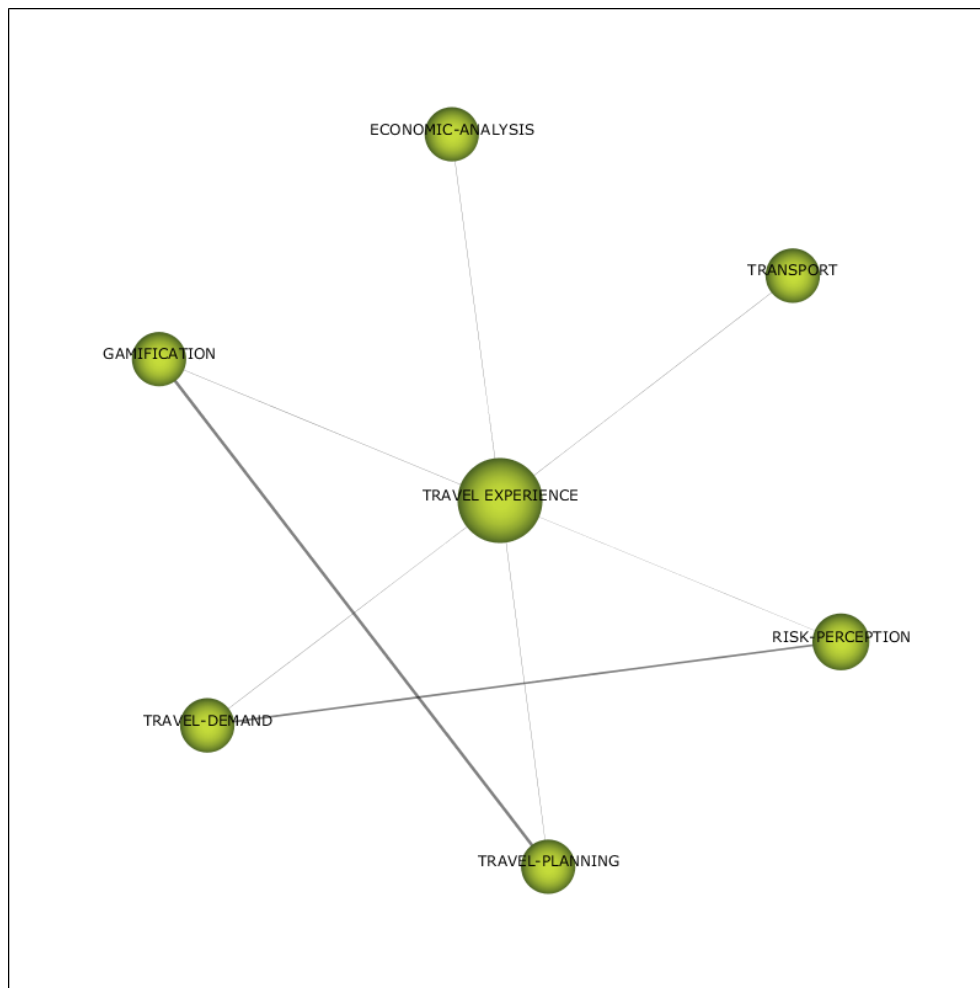 ECONOMIC-ANALYSIS
TRANSPORT
GAMIFICATION
TRAVEL EXPERIENCE
RISK-PERCEPTION
TRAVEL-DEMAND
TRAVEL-PLANNING